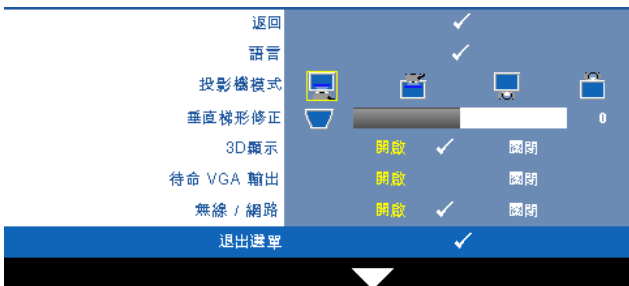 返回
語言
投影機模式
垂直梯形修正 0
3D顯示 開啟 關閉
待命 VGA 輸出 開啟 關閉
無線 / 網路 開啟 關閉
退出選單